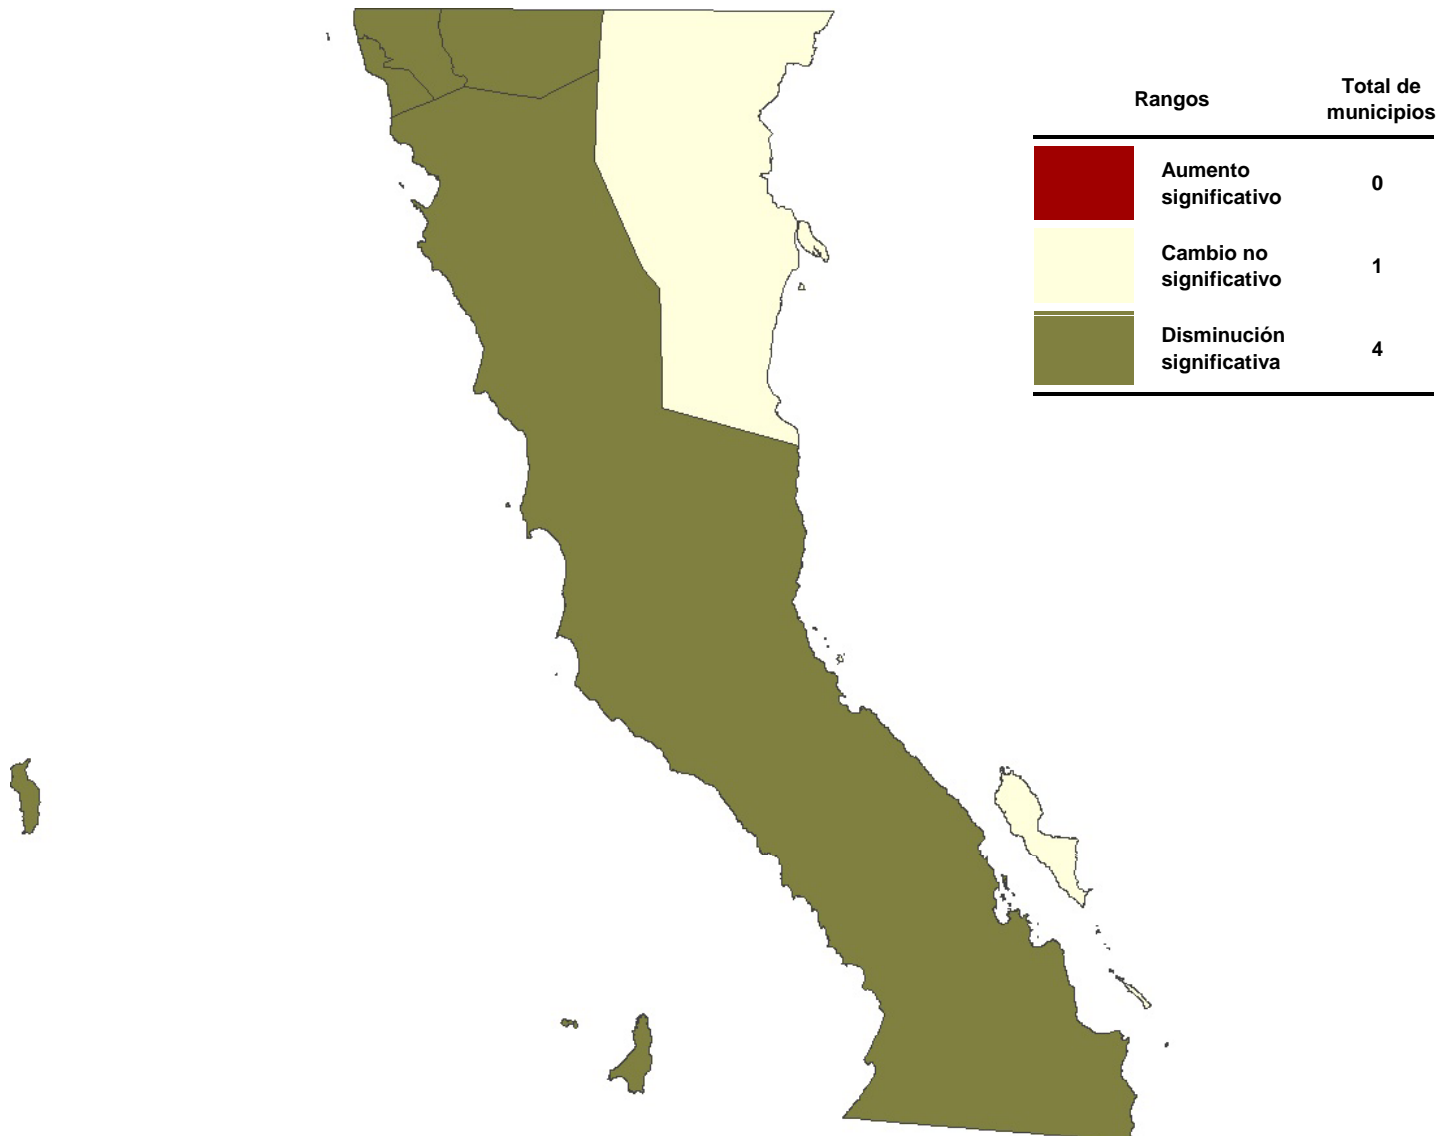 Rangos
Total de
municipios
Aumento
significativo
0
Cambio no
significativo
1
Disminución
significativa
4